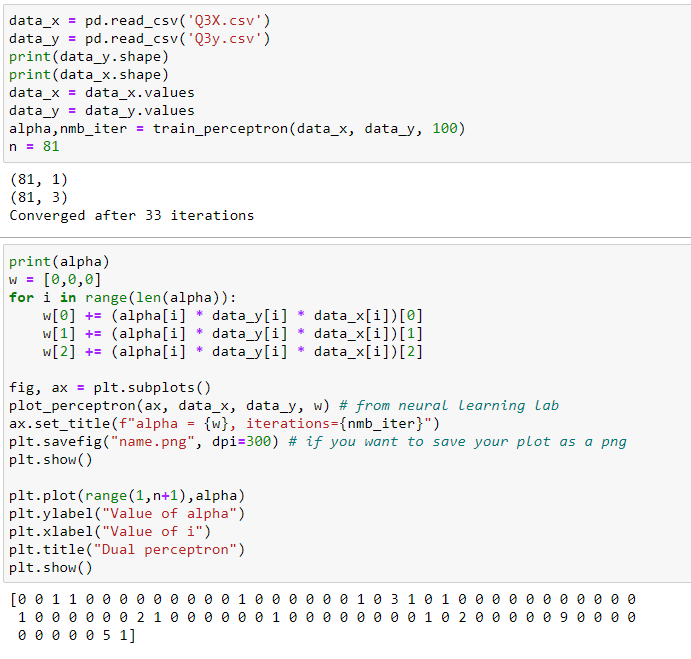 data_x = pd.read_csv('Q3X.csv')
data_y = pd.read_csv('Q3y.csv')
print(data_y.shape)
print(data_x.shape)
data_x = data_x.values
data_y = data_y.values
alpha,nmb_iter = train_perceptron(data_x, data_y, 100)
n = 81
(81, 1)
(81, 3)
Converged after 33 iterations
print(alpha)
w = [0,0,0]
for i in range(len(alpha)):
    w[0] += (alpha[i] * data_y[i] * data_x[i])[0]
    w[1] += (alpha[i] * data_y[i] * data_x[i])[1]
    w[2] += (alpha[i] * data_y[i] * data_x[i])[2]
fig, ax = plt.subplots()
plot_perceptron(ax, data_x, data_y, w) # from neural learning lab
ax.set_title(f"alpha = {w}, iterations={nmb_iter}")
plt.savefig("name.png", dpi=300) # if you want to save your plot as a png
plt.show()
plt.plot(range(1,n+1),alpha)
plt.ylabel("Value of alpha")
plt.xlabel("Value of i")
plt.title("Dual perceptron")
plt.show()
[0 0 1 1 0 0 0 0 0 0 0 0 0 1 0 0 0 0 0 0 1 0 3 1 0 1 0 0 0 0 0 0 0 0 0 0 0
 1 0 0 0 0 0 0 2 1 0 0 0 0 0 0 1 0 0 0 0 0 0 0 0 1 0 2 0 0 0 0 0 9 0 0 0 0
 0 0 0 0 0 5 1]